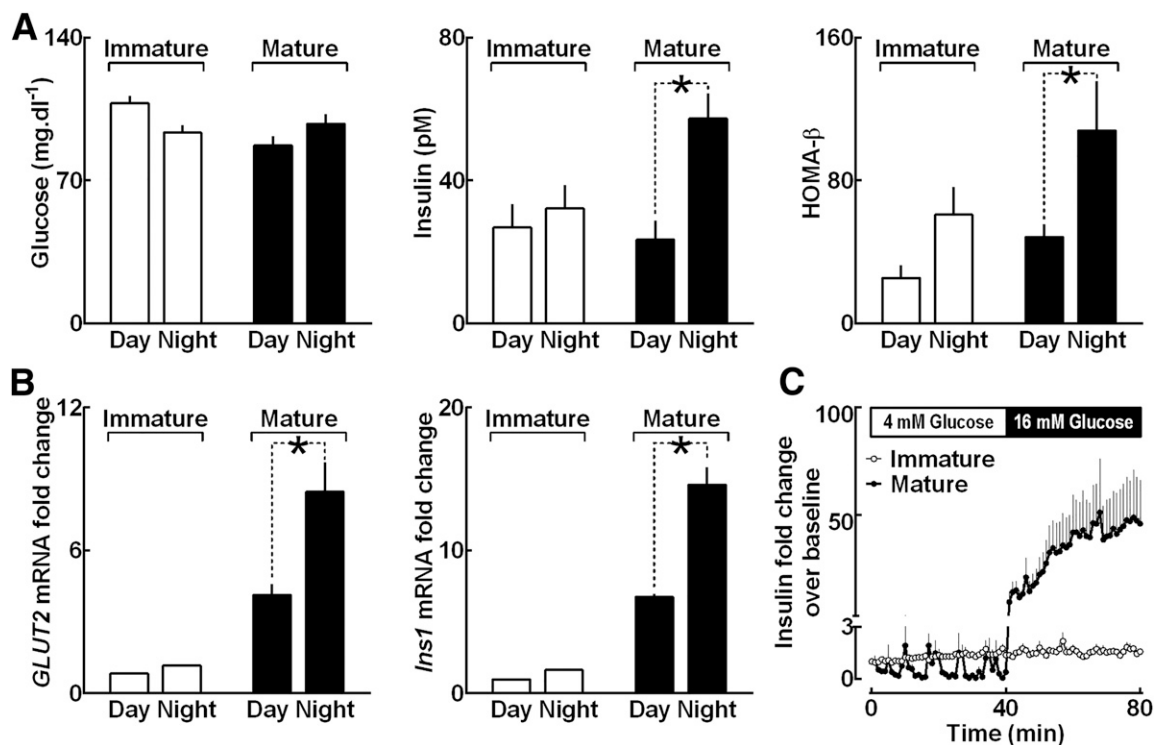 A
Glucose (mg.dl-1)
140
70
0
Immature
Mature
Day Night
Day Night
Insulin (pM)
80
40
0
Immature
Mature
*
Day Night
Day Night
HOMA-β
160
80
0
Immature
Mature
*
Day Night
Day Night
B
GLUT2 mRNA fold change
12
6
0
Immature
Mature
*
Day Night
Day Night
Ins1 mRNA fold change
20
10
0
Immature
Mature
*
Day Night
Day Night
C
Insulin fold change
over baseline
100
50
3
0
4 mM Glucose
16 mM Glucose
Immature
Mature
0
40
80
Time (min)